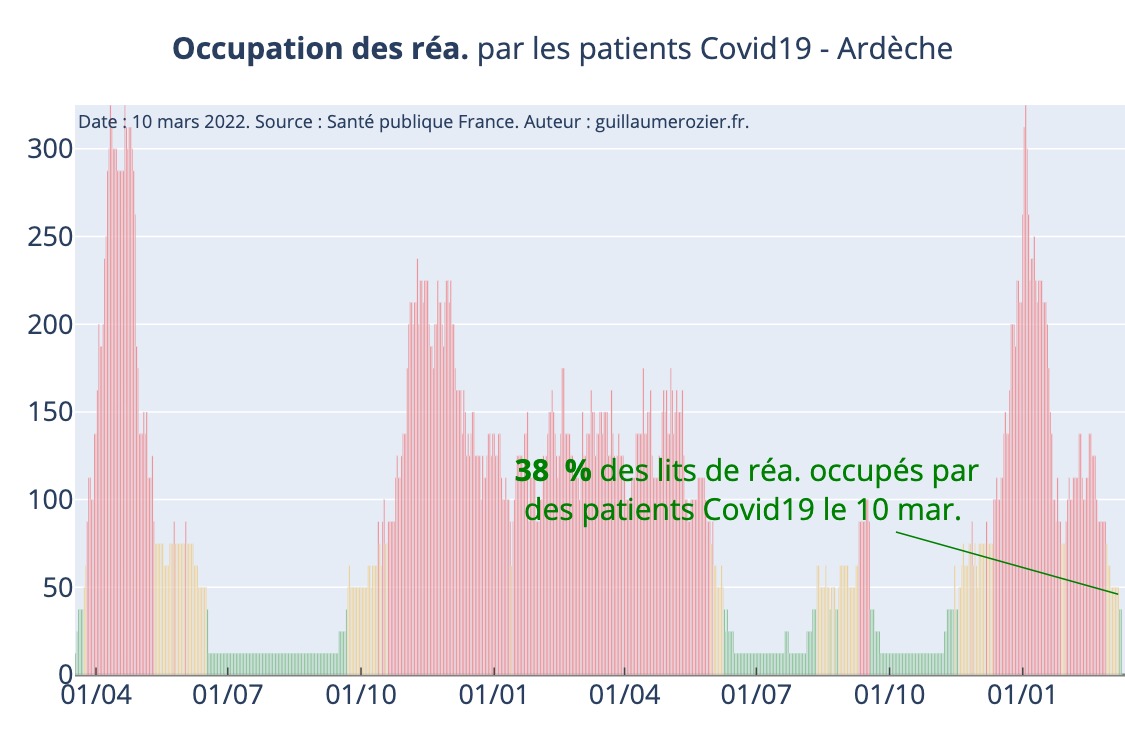 Occupation des réa. par les patients Covid19 - Ardèche
Date : 10 mars 2022. Source : Santé publique France. Auteur : guillaumerozier.fr.
300
250
200
150
100
50
0
38 % des lits de réa. occupés par
des patients Covid19 le 10 mar.
01/04 01/07 01/10 01/01 01/04 01/07 01/10 01/01